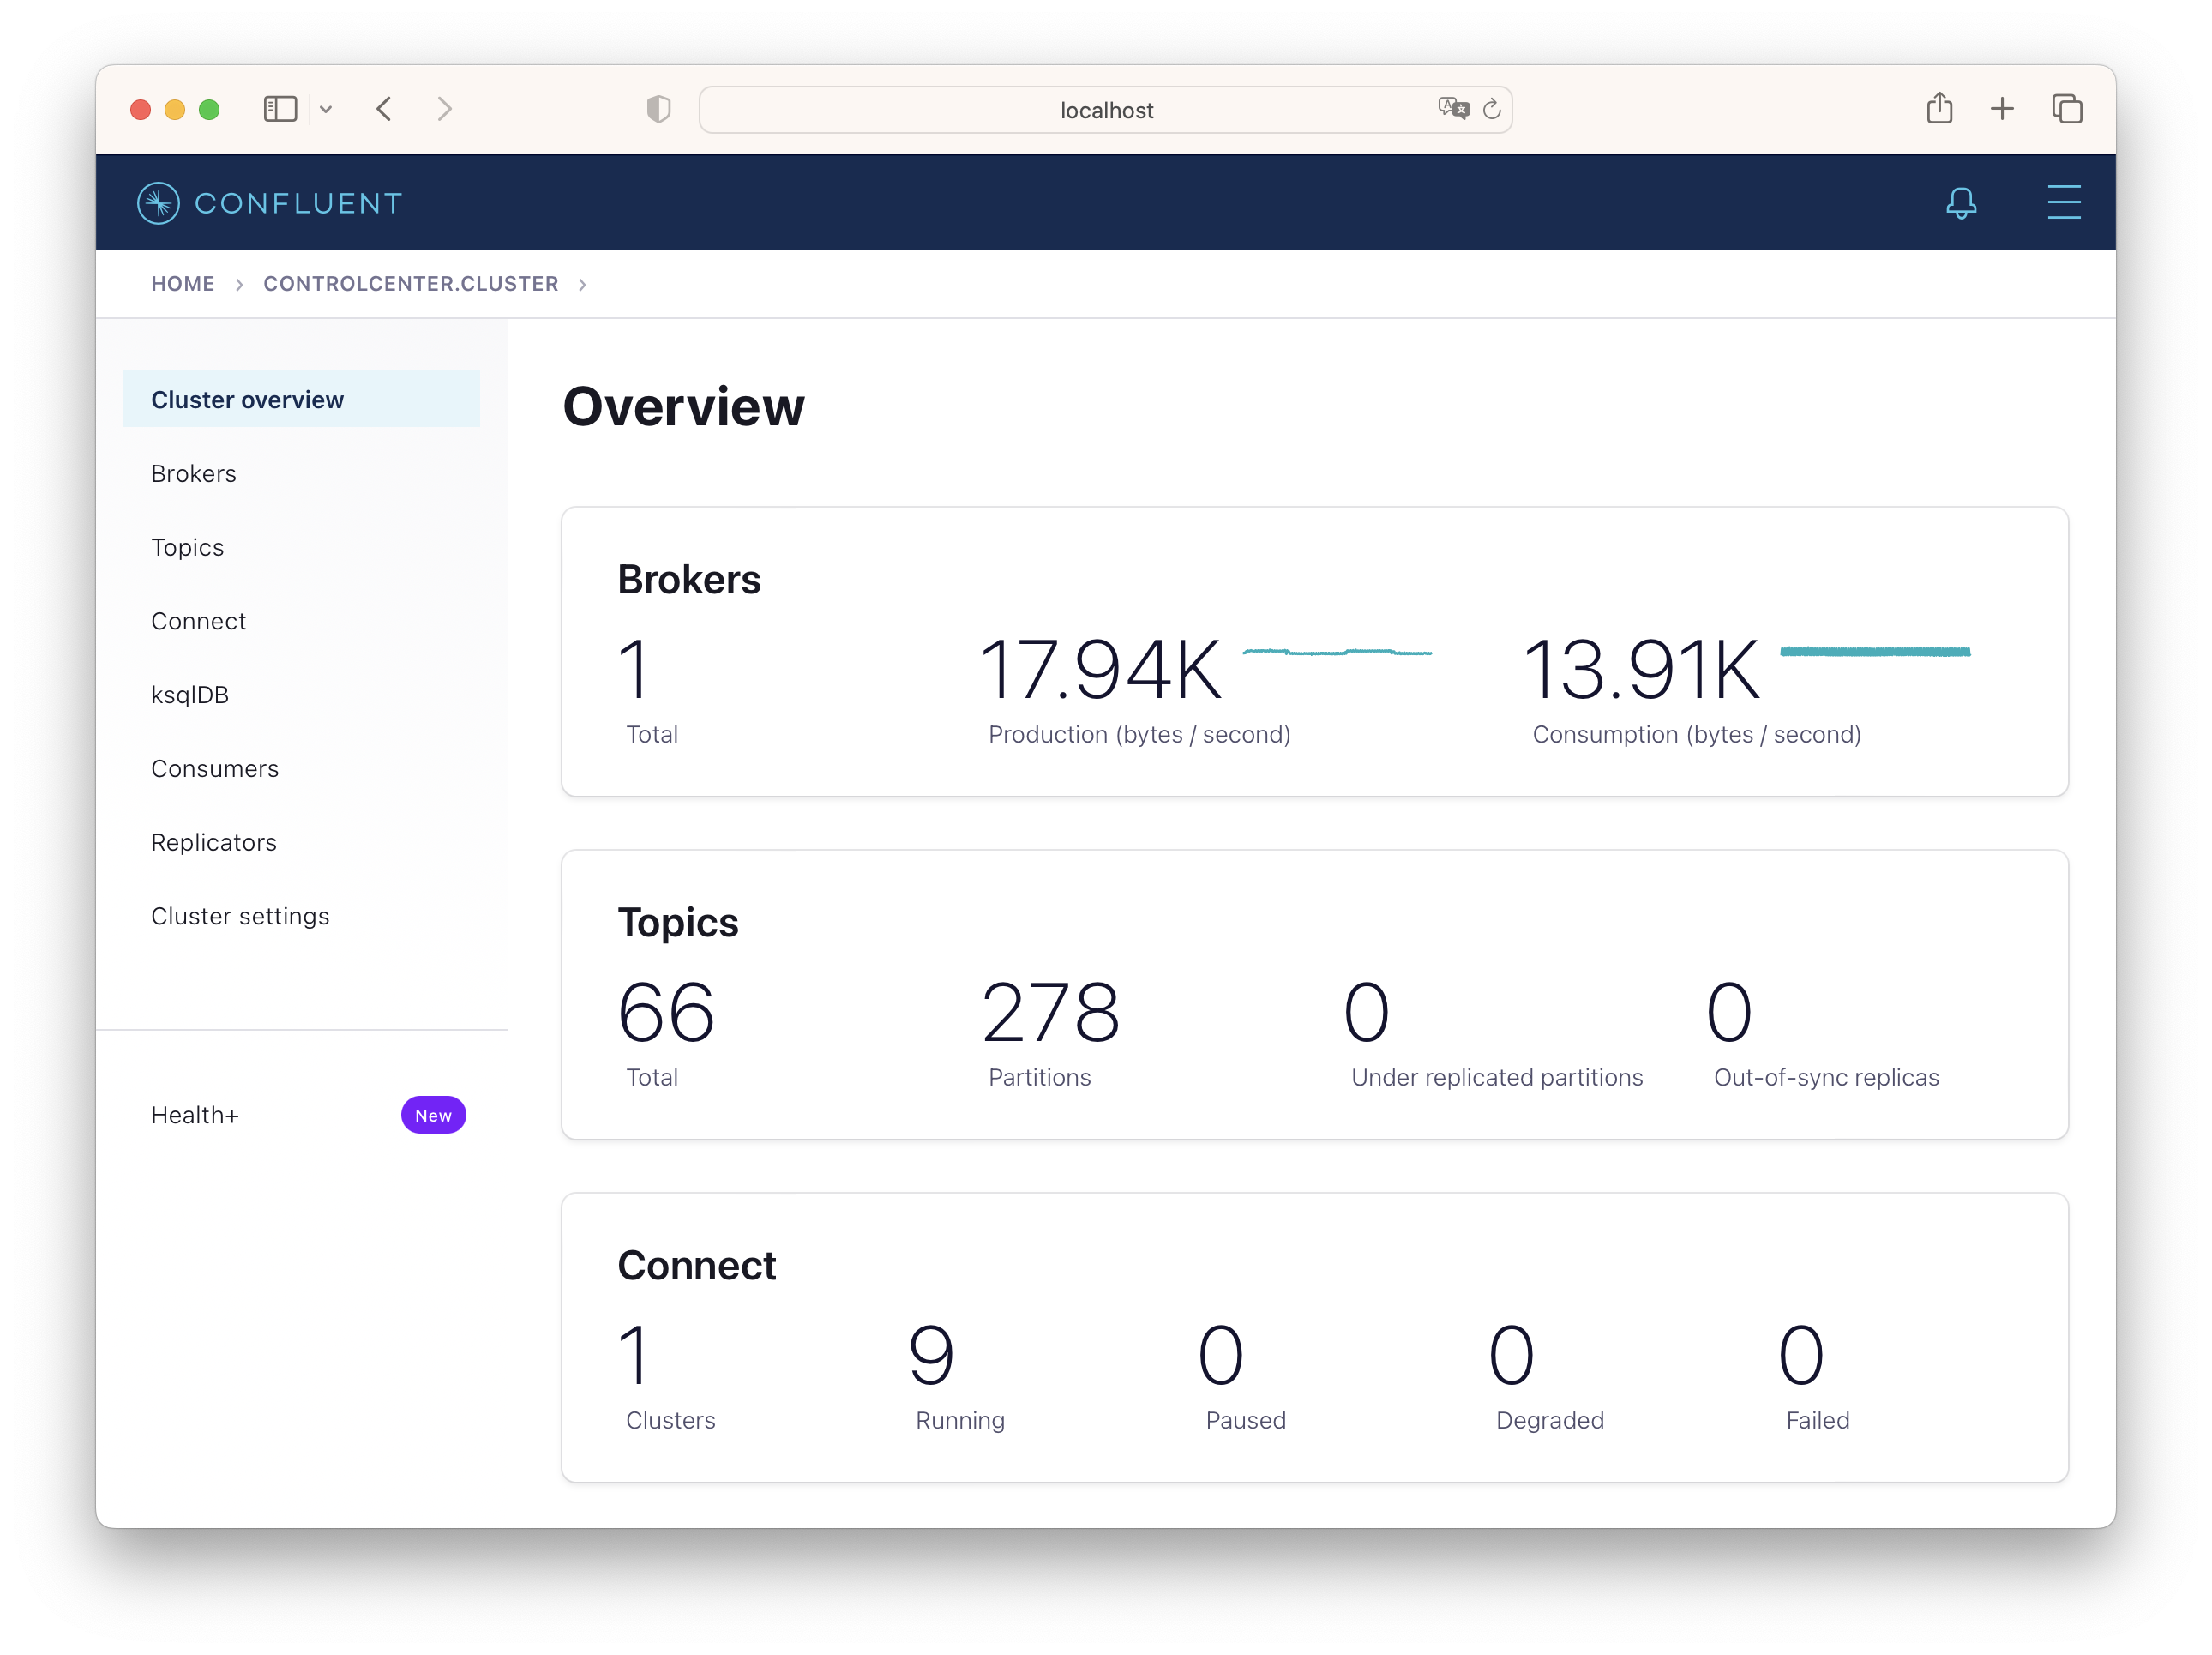 localhost
CONFLUENT
HOME > CONTROLCENTER.CLUSTER >
Cluster overview
Brokers
Topics
Connect
ksqlDB
Consumers
Replicators
Cluster settings
Health+ New
Overview
Brokers
1 17.94K 13.91K
Total Production (bytes / second) Consumption (bytes / second)
Topics
66 278 0 0
Total Partitions Under replicated partitions Out-of-sync replicas
Connect
1 9 0 0 0
Clusters Running Paused Degraded Failed